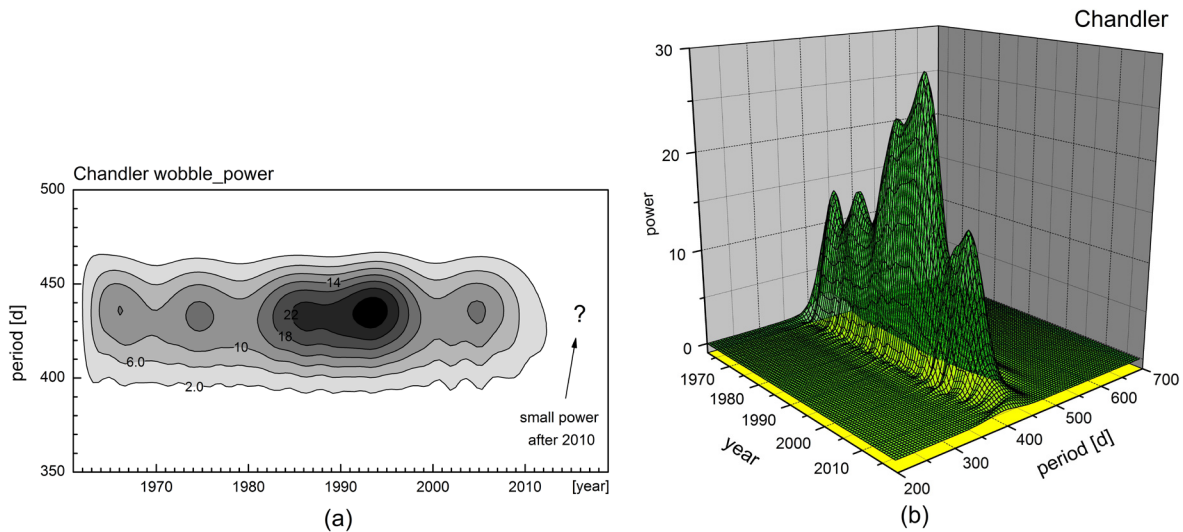 Chandler wobble_power
500
450
400
350
period [d]
14
22
18
10
6.0
2.0
?
small power
after 2010
1970
1980
1990
2000
2010
[year]
(a)
Chandler
30
20
10
0
power
1970
1980
1990
2000
2010
year
200
300
400
500
600
700
period [d]
(b)